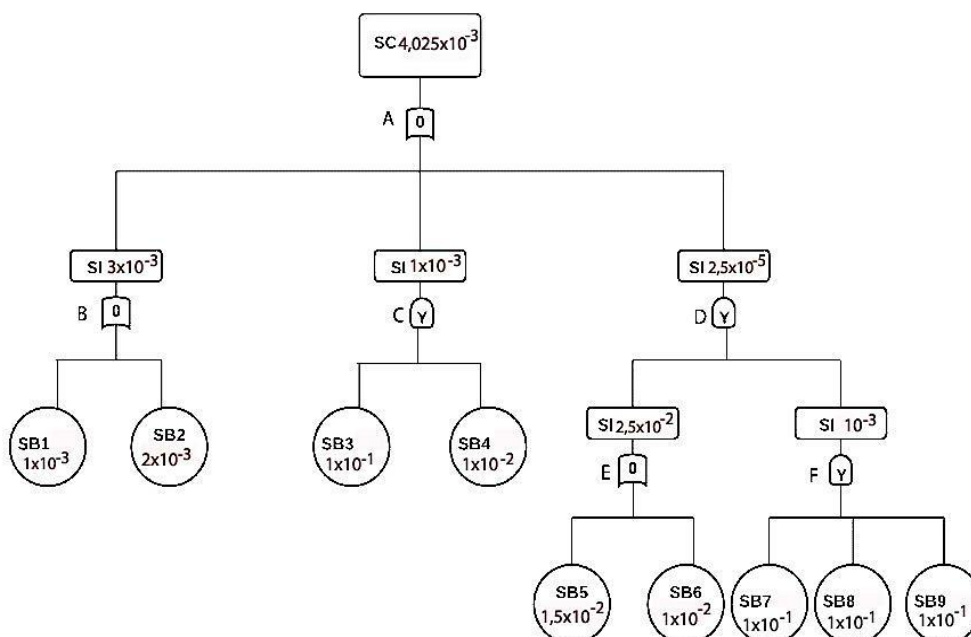 SC 4,025x10⁻³
A
0
SI 3x10⁻³
SI 1x10⁻³
SI 2,5x10⁻⁵
B
0
C
Y
D
Y
SB1
1x10⁻³
SB2
2x10⁻³
SB3
1x10⁻¹
SB4
1x10⁻²
SI 2,5x10⁻²
SI 10⁻³
E
0
F
Y
SB5
1,5x10⁻²
SB6
1x10⁻²
SB7
1x10⁻¹
SB8
1x10⁻¹
SB9
1x10⁻¹